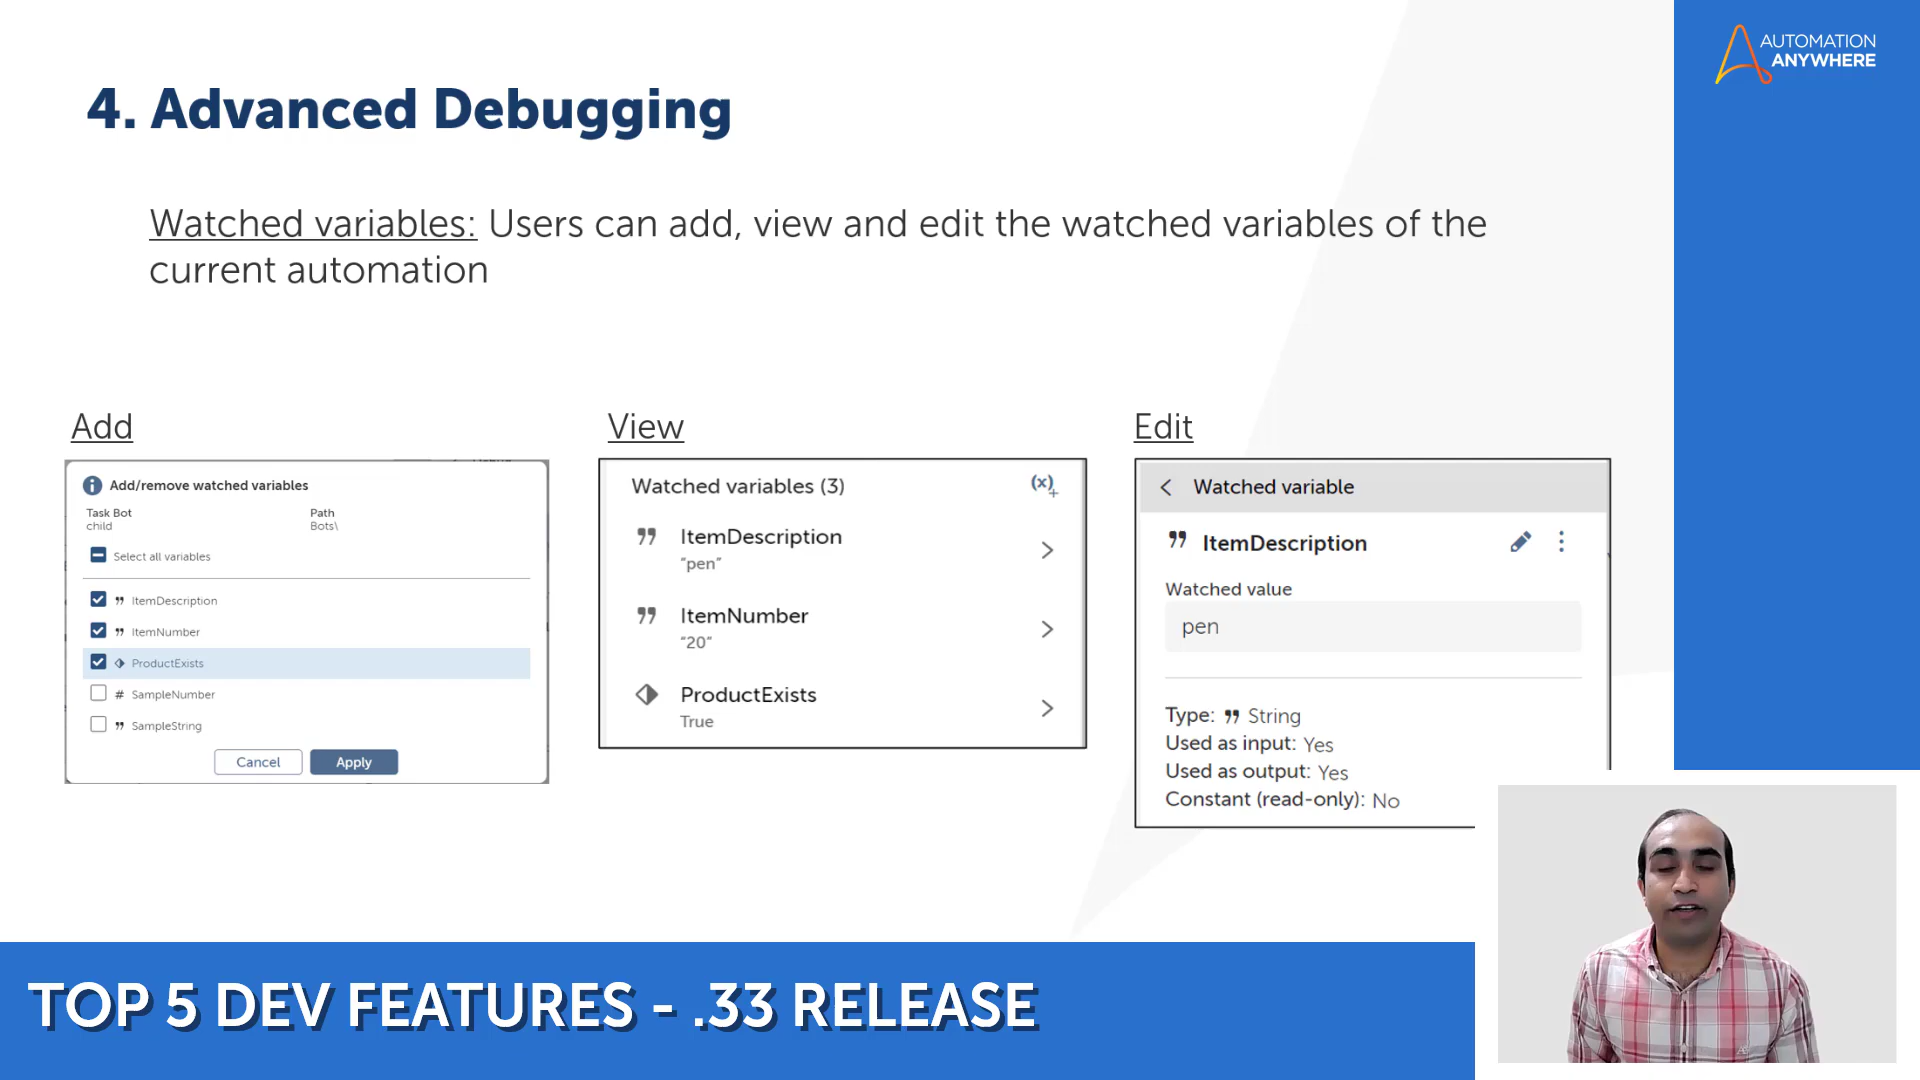 AUTOMATION
ANYWHERE
4. Advanced Debugging
Watched variables: Users can add, view and edit the watched variables of the
current automation
Add
Add/remove watched variables
Task Bot
child
Path
Bots\
Select all variables
ItemDescription
ItemNumber
ProductExists
# SampleNumber
SampleString
Cancel
Apply
View
Watched variables (3)
(x)+
ItemDescription
"pen"
ItemNumber
"20"
ProductExists
True
Edit
Watched variable
ItemDescription
Watched value
pen
Type: " String
Used as input: Yes
Used as output: Yes
Constant (read-only): No
TOP 5 DEV FEATURES - .33 RELEASE